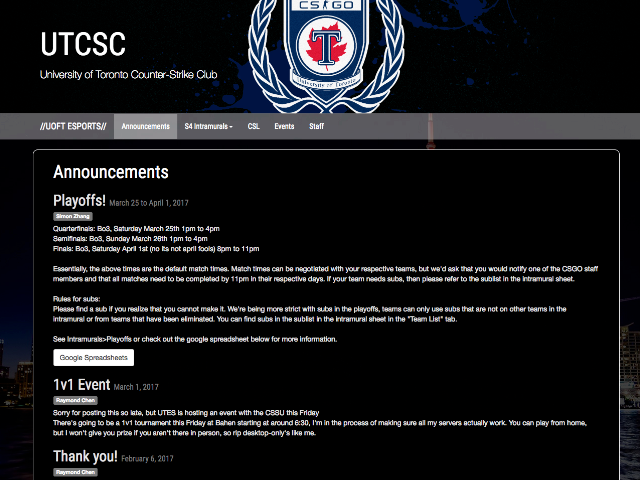 CS GO
UTCSC
T
University of Toronto Counter-Strike Club
University of Toronto
//UOFT ESPORTS//
Announcements
S4 Intramurals
CSL
Events
Staff
Announcements
Playoffs! March 25 to April 1, 2017
Simon Zhang
Quarterfinals: Bo3, Saturday March 25th 1pm to 4pm
Semifinals: Bo3, Sunday March 26th 1pm to 4pm
Finals: Bo3, Saturday April 1st (no its not april fools) 8pm to 11pm
Essentially, the above times are the default match times. Match times can be negotiated with your respective teams, but we'd ask that you would notify one of the CSGO staff
members and that all matches need to be completed by 11pm in their respective days. If your team needs subs, then please refer to the sublist in the intramural sheet.
Rules for subs:
Please find a sub if you realize that you cannot make it. We're being more strict with subs in the playoffs, teams can only use subs that are not on other teams in the
intramural or from teams that have been eliminated. You can find subs in the sublist in the intramural sheet in the "Team List" tab.
See Intramurals>Playoffs or check out the google spreadsheet below for more information.
Google Spreadsheets
1v1 Event March 1, 2017
Raymond Chen
Sorry for posting this so late, but UTES is hosting an event with the CSSU this Friday
There's going to be a 1v1 tournament this Friday at Bahen starting at around 6:30, I'm in the process of making sure all my servers actually work. You can play from home,
but I won't give you prize if you aren't there in person, so rip desktop-only's like me.
Thank you! February 6, 2017
Raymond Chen